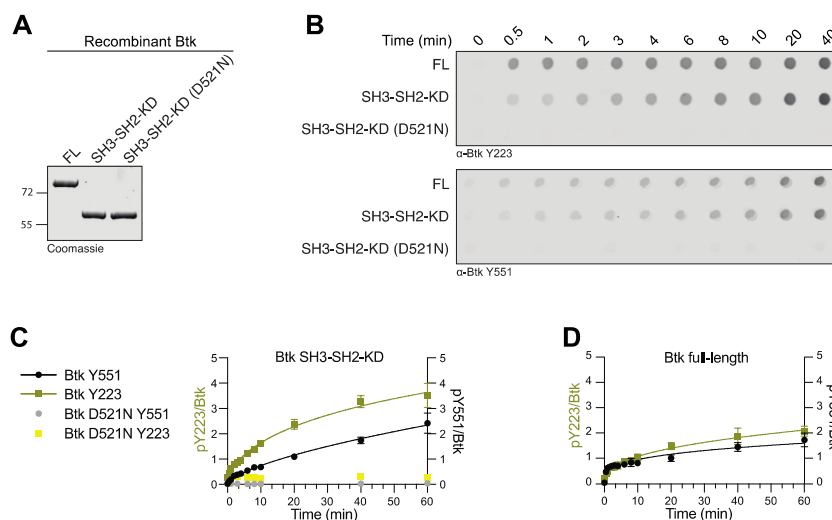 A
Recombinant Btk
FL
SH3-SH2-KD
SH3-SH2-KD (D521N)
72
55
Coomassie
B
Time (min) 0 0.5 1 2 3 4 6 8 10 20 40
FL
SH3-SH2-KD
SH3-SH2-KD (D521N)
α-Btk Y223
FL
SH3-SH2-KD
SH3-SH2-KD (D521N)
α-Btk Y551
C
Btk Y551
Btk Y223
Btk D521N Y551
Btk D521N Y223
Btk SH3-SH2-KD
pY223/Btk
5
4
3
2
1
0
pY551/Btk
5
4
3
2
1
0
0 10 20 30 40 50 60
Time (min)
D
Btk full-length
pY223/Btk
5
4
3
2
1
0
5
4
3
2
1
0
0 10 20 30 40 50 60
Time (min)